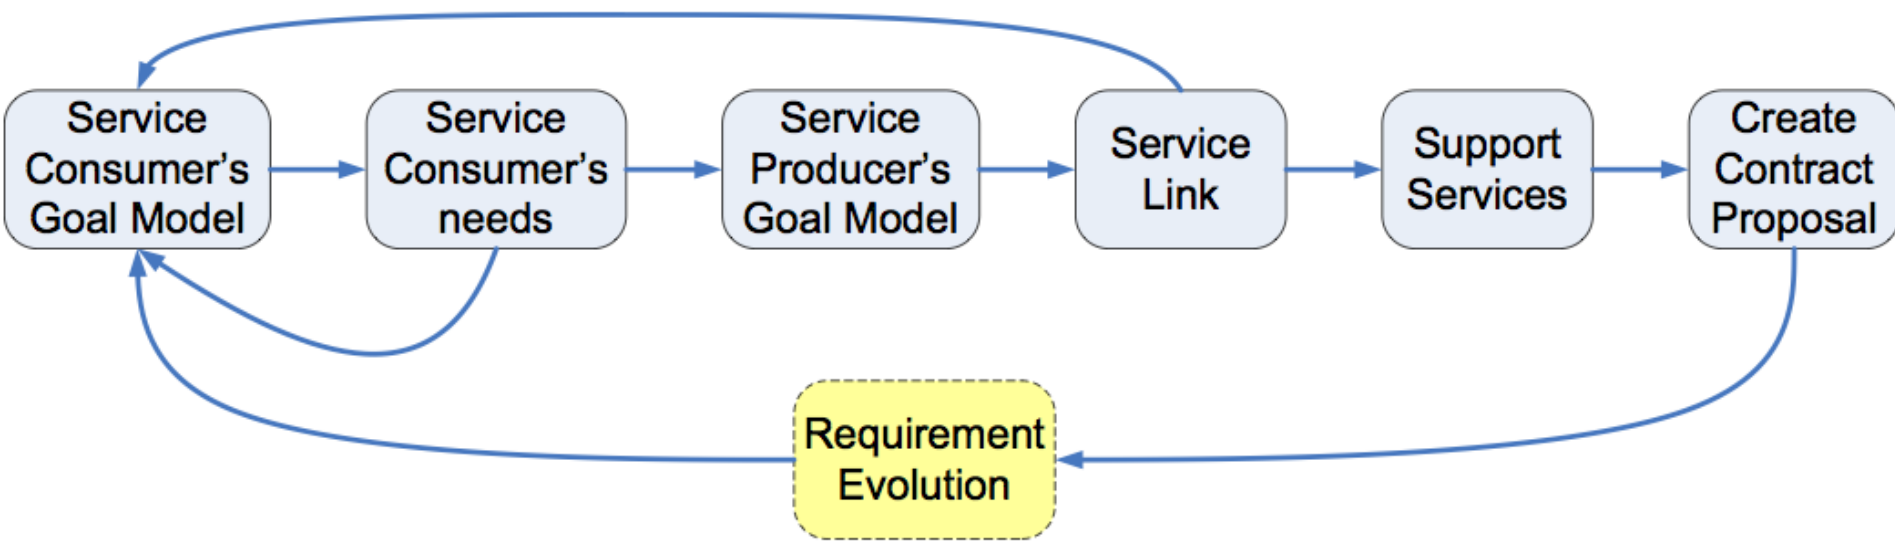 Service
Consumer’s
Goal Model
Service
Consumer’s
needs
Service
Producer’s
Goal Model
Service
Link
Support
Services
Create
Contract
Proposal
Requirement
Evolution